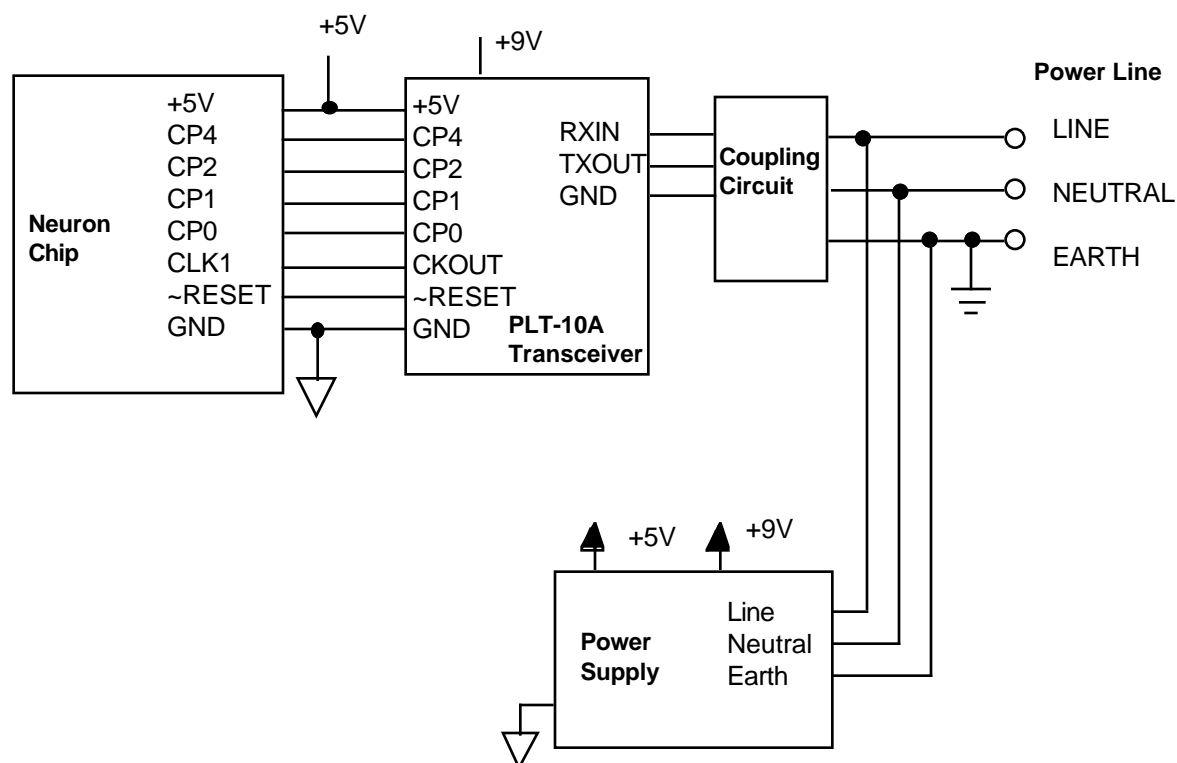 +5V
+9V
Power Line
+5V
CP4
CP2
CP1
CP0
CLK1
~RESET
GND
Neuron
Chip
+5V
CP4
CP2
CP1
CP0
CKOUT
~RESET
GND
RXIN
TXOUT
GND
PLT-10A
Transceiver
Coupling
Circuit
LINE
NEUTRAL
EARTH
+5V
+9V
Power
Supply
Line
Neutral
Earth